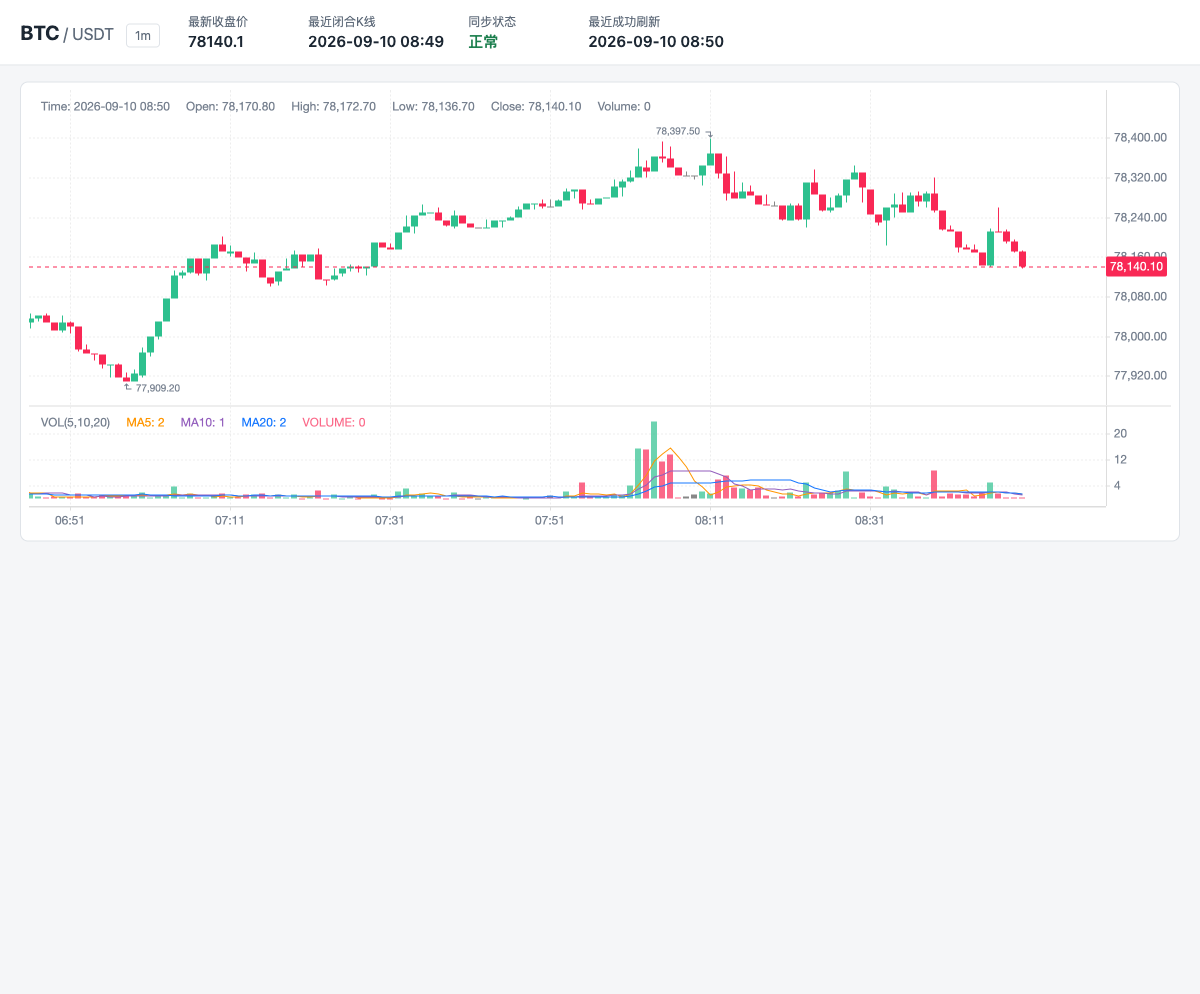 BTC / USDT 1m
最新收盘价
78140.1
最近闭合K线
2026-09-10 08:49
同步状态
正常
最近成功刷新
2026-09-10 08:50
Time: 2026-09-10 08:50 Open: 78,170.80 High: 78,172.70 Low: 78,136.70 Close: 78,140.10 Volume: 0
78,397.50
78,400.00
78,320.00
78,240.00
78,160.00
78,140.10
78,080.00
78,000.00
77,920.00
77,909.20
VOL(5,10,20) MA5: 2 MA10: 1 MA20: 2 VOLUME: 0
20
12
4
06:51 07:11 07:31 07:51 08:11 08:31